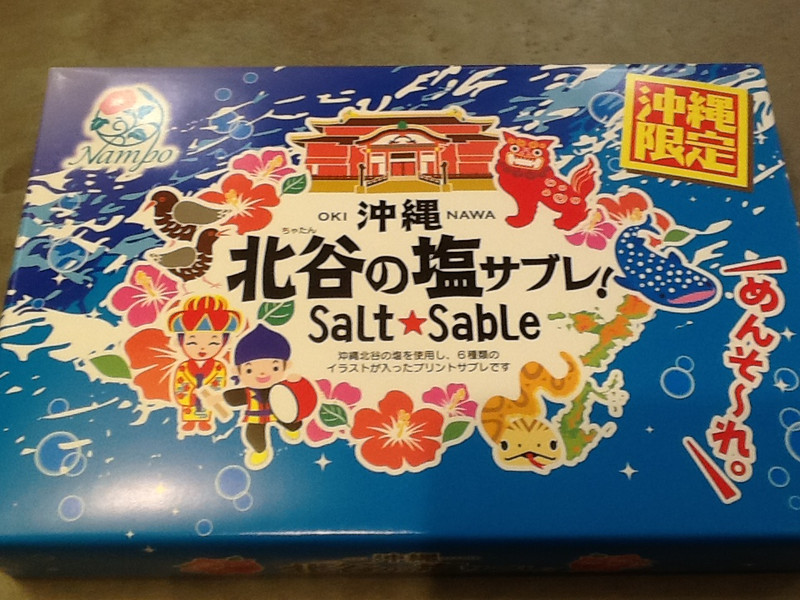 Nampo
沖縄
限定
OKI 沖縄 NAWA
ちゃたん
北谷の塩サブレ!
Salt★Sable
沖縄北谷の塩を使用し、6種類の
イラストが入ったプリントサブレです
めんそ～れ。
沖縄